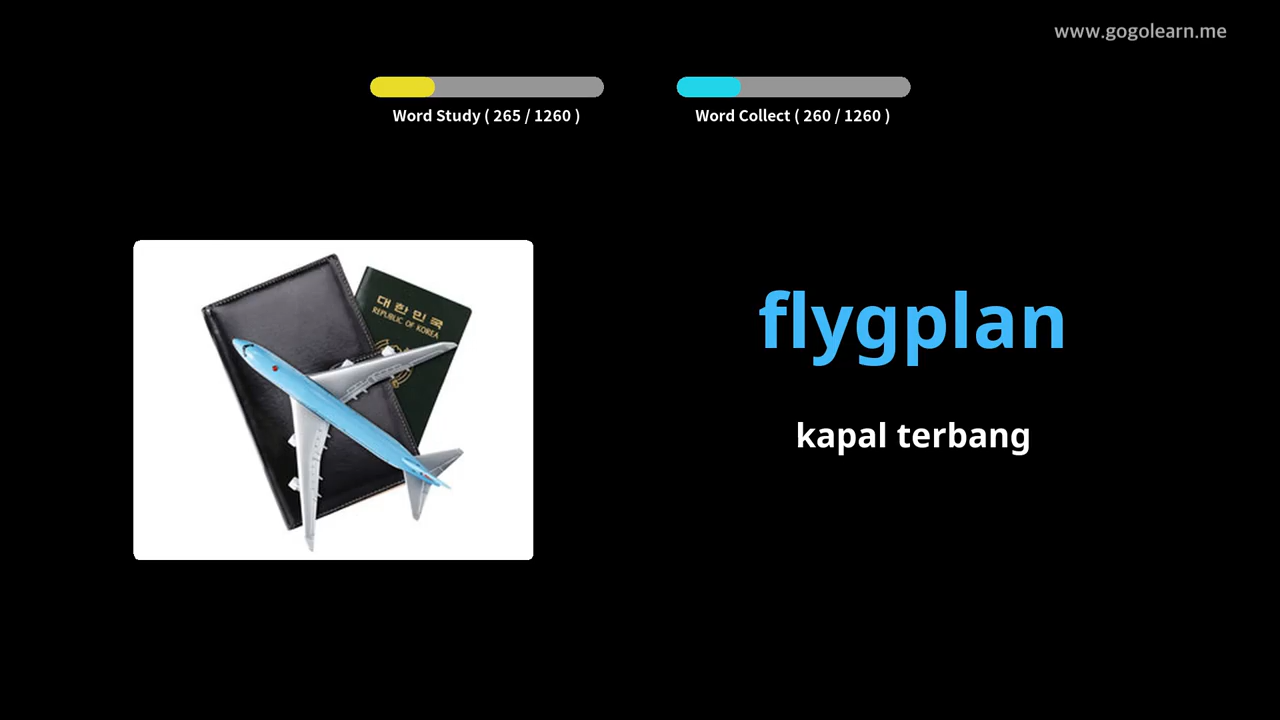 www.gogolearn.me
Word Study ( 265 / 1260 )
Word Collect ( 260 / 1260 )
대한민국
REPUBLIC OF KOREA
flygplan
kapal terbang